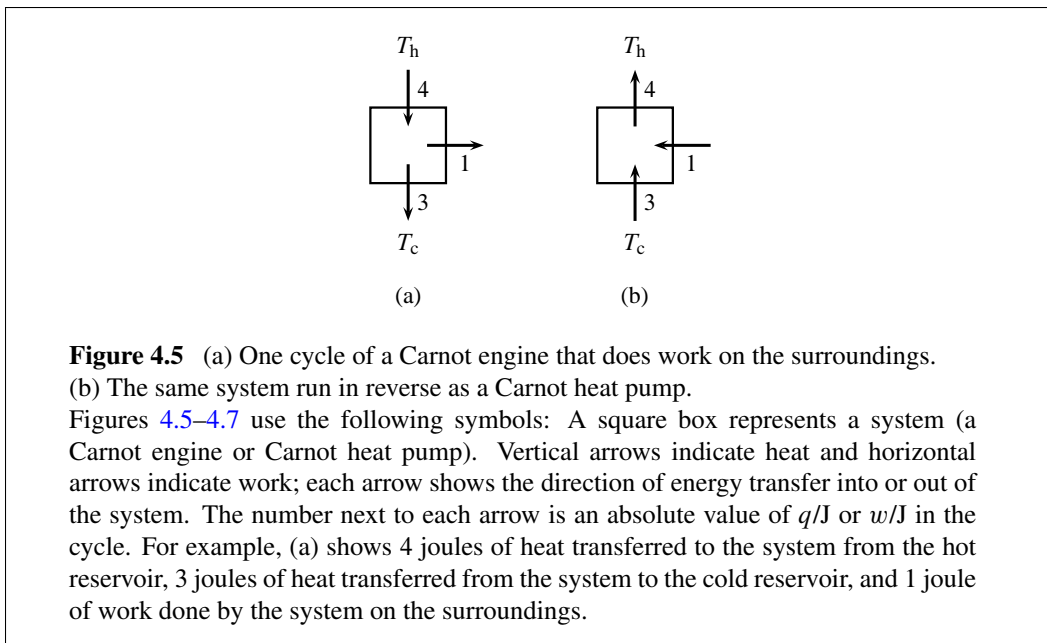 Th Th
4 4
1 1
3 3
Tc Tc
(a) (b)
Figure 4.5 (a) One cycle of a Carnot engine that does work on the surroundings.
(b) The same system run in reverse as a Carnot heat pump.
Figures 4.5–4.7 use the following symbols: A square box represents a system (a
Carnot engine or Carnot heat pump). Vertical arrows indicate heat and horizontal
arrows indicate work; each arrow shows the direction of energy transfer into or out of
the system. The number next to each arrow is an absolute value of q/J or w/J in the
cycle. For example, (a) shows 4 joules of heat transferred to the system from the hot
reservoir, 3 joules of heat transferred from the system to the cold reservoir, and 1 joule
of work done by the system on the surroundings.